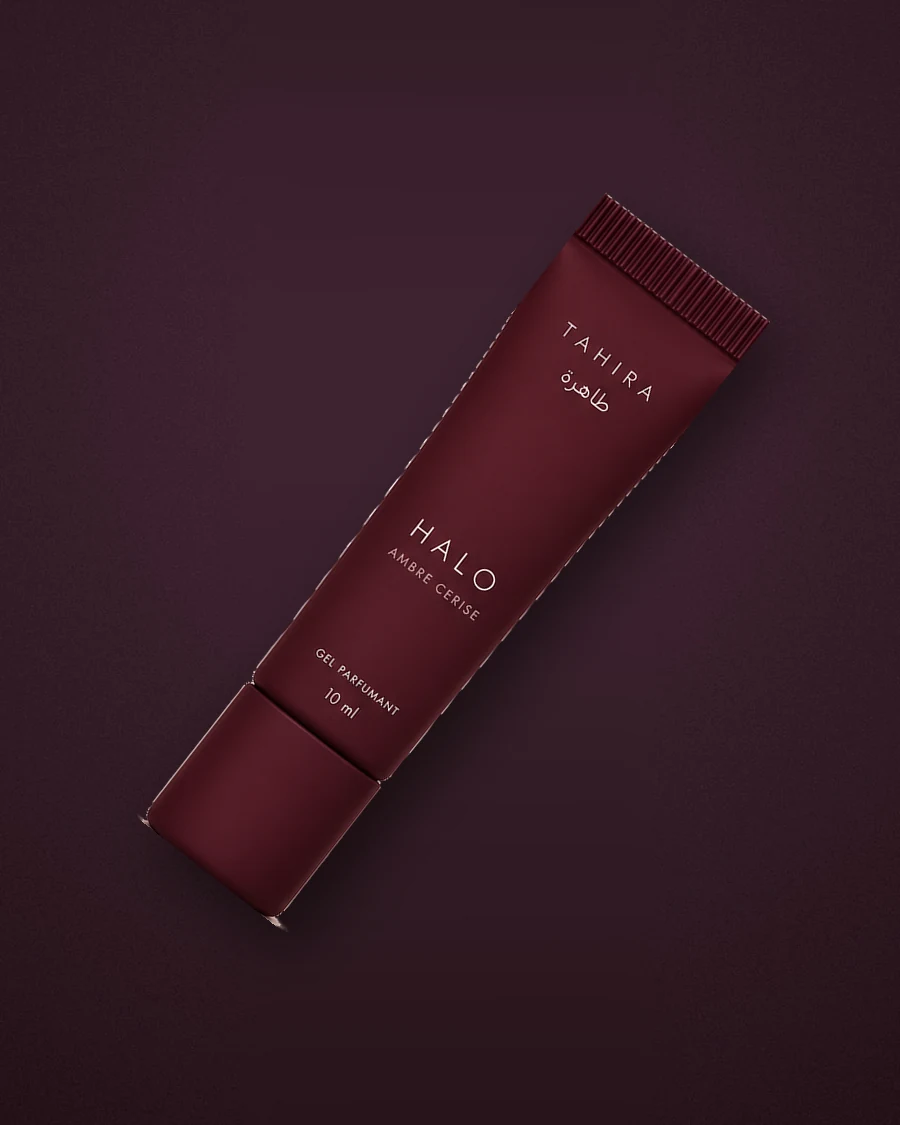 TAHIRA
طاهرة
HALO
AMBRE CERISE
GEL PARFUMANT
10 ml